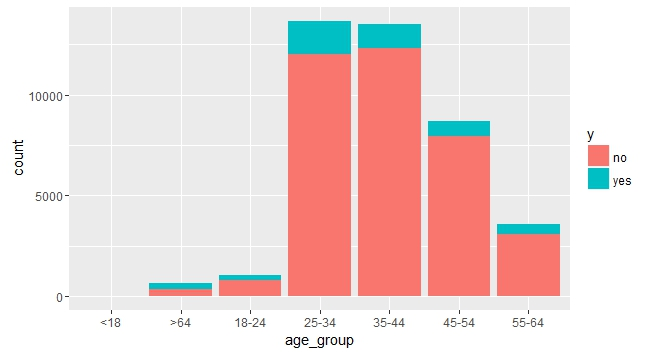 count
10000
5000
0
<18 >64 18-24 25-34 35-44 45-54 55-64
age_group
y
no
yes